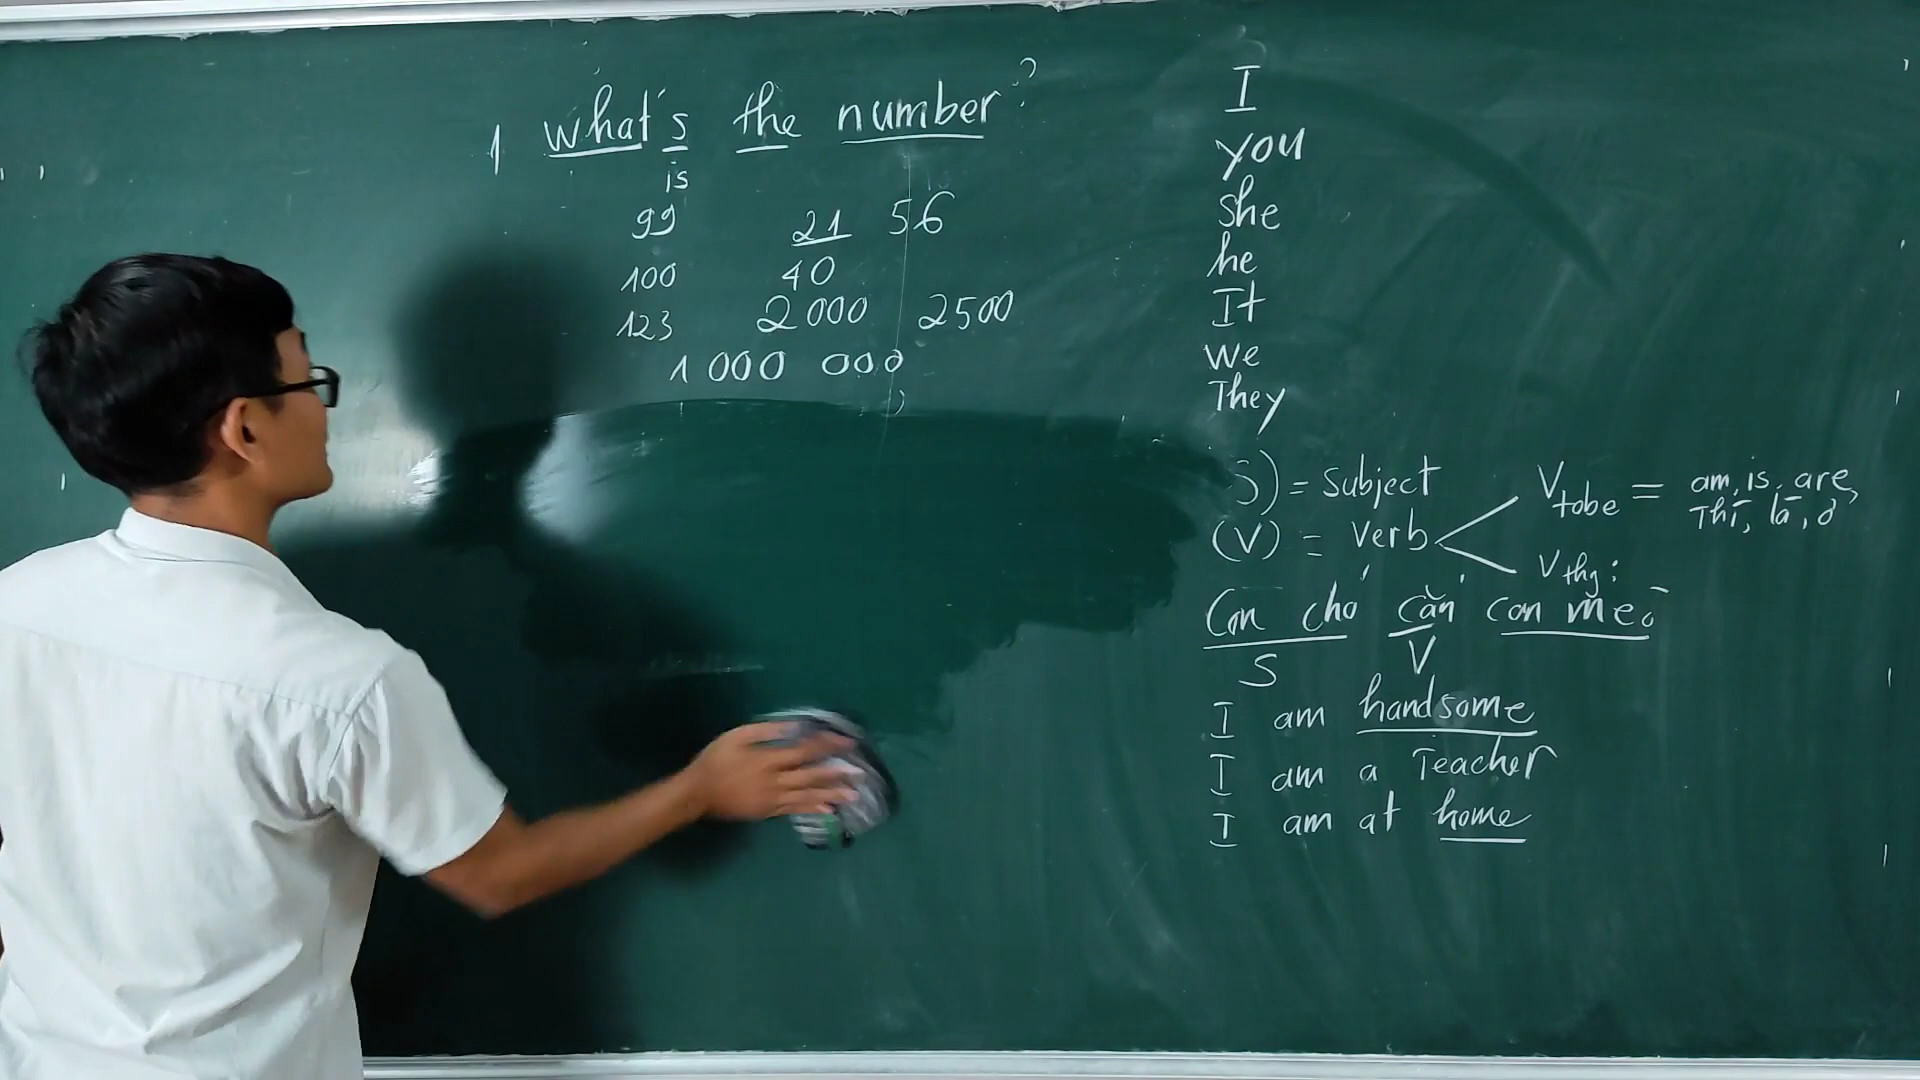 1 what's the number?
is
99 21 56
100 40
123 2000 2500
1 000 000
I
you
she
he
It
we
They
S) = Subject
(V) = Verb
V tobe = am, is, are,
Thì, là, ở
V thg:
Con chó cắn con mèo
S V
I am handsome
I am a Teacher
I am at home